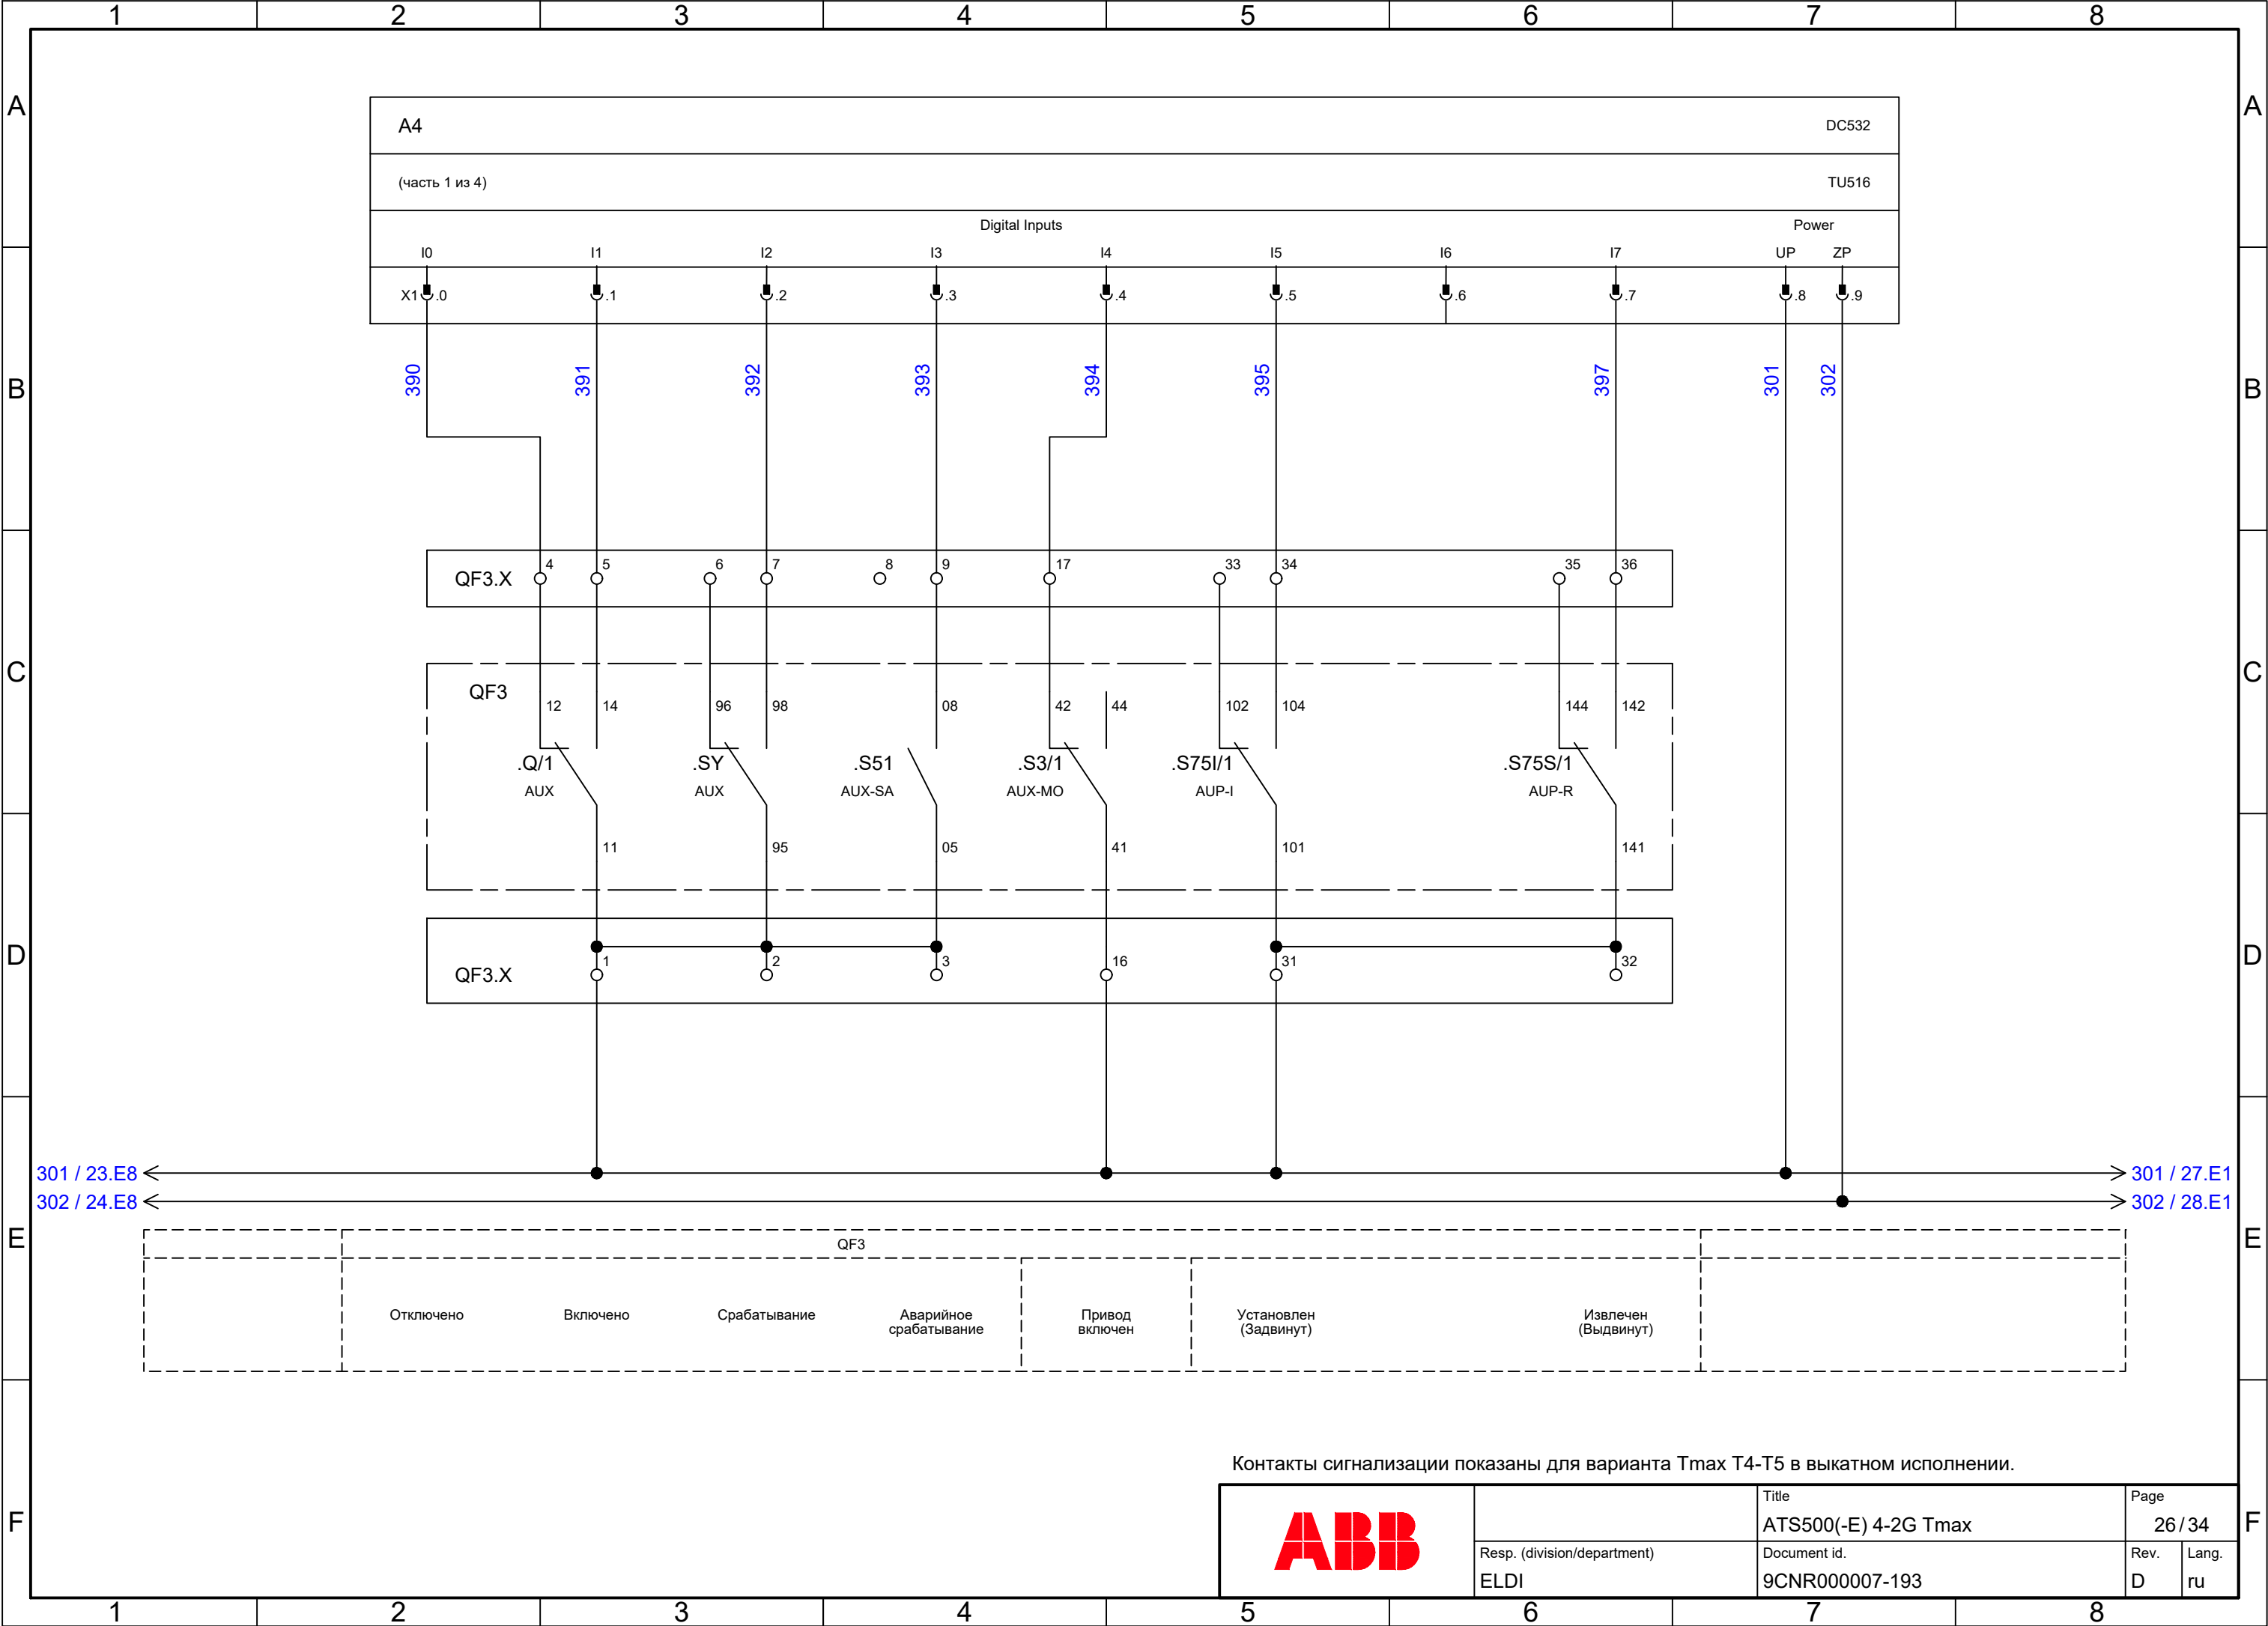 1 2 3 4 5 6 7 8
A A
A4 DC532
(часть 1 из 4) TU516
Digital Inputs Power
I0 I1 I2 I3 I4 I5 I6 I7 UP ZP
X1 .0 .1 .2 .3 .4 .5 .6 .7 .8 .9
390 391 392 393 394 395 397 301 302
B B
QF3.X 4 5 6 7 8 9 17 33 34 35 36
C C
QF3
12 14 96 98 08 42 44 102 104 144 142
.Q/1 .SY .S51 .S3/1 .S75I/1 .S75S/1
AUX AUX AUX-SA AUX-MO AUP-I AUP-R
11 95 05 41 101 141
D D
QF3.X 1 2 3 16 31 32
301 / 23.E8 301 / 27.E1
302 / 24.E8 302 / 28.E1
E E
QF3
Отключено Включено Срабатывание Аварийное срабатывание Привод включен Установлен (Задвинут) Извлечен (Выдвинут)
Контакты сигнализации показаны для варианта Tmax T4-T5 в выкатном исполнении.
F F
ABB
Title
ATS500(-E) 4-2G Tmax
Page
26 / 34
Resp. (division/department)
ELDI
Document id.
9CNR000007-193
Rev.
D
Lang.
ru
1 2 3 4 5 6 7 8